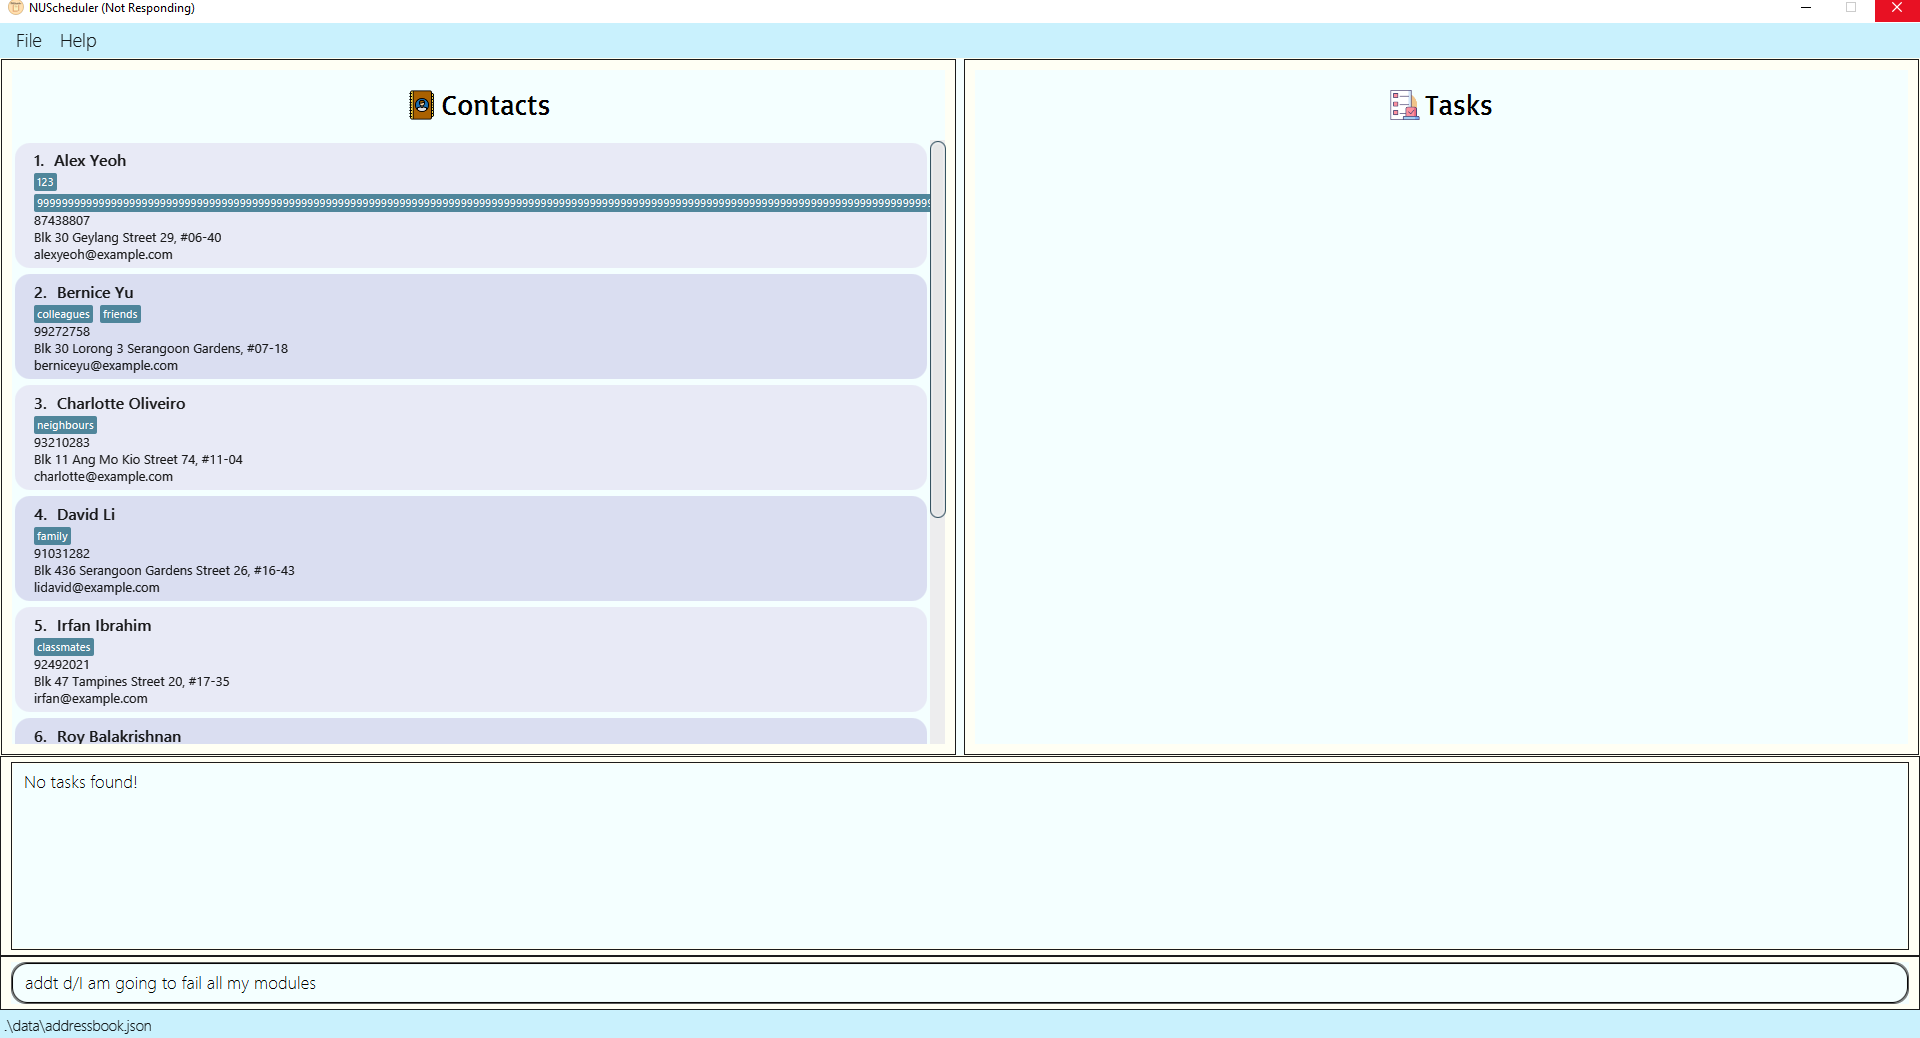 NUScheduler (Not Responding)
File Help
Contacts
1. Alex Yeoh
123
87438807
Blk 30 Geylang Street 29, #06-40
alexyeoh@example.com
2. Bernice Yu
colleagues friends
99272758
Blk 30 Lorong 3 Serangoon Gardens, #07-18
berniceyu@example.com
3. Charlotte Oliveiro
neighbours
93210283
Blk 11 Ang Mo Kio Street 74, #11-04
charlotte@example.com
4. David Li
family
91031282
Blk 436 Serangoon Gardens Street 26, #16-43
lidavid@example.com
5. Irfan Ibrahim
classmates
92492021
Blk 47 Tampines Street 20, #17-35
irfan@example.com
6. Roy Balakrishnan
Tasks
No tasks found!
addt d/I am going to fail all my modules
.\data\addressbook.json